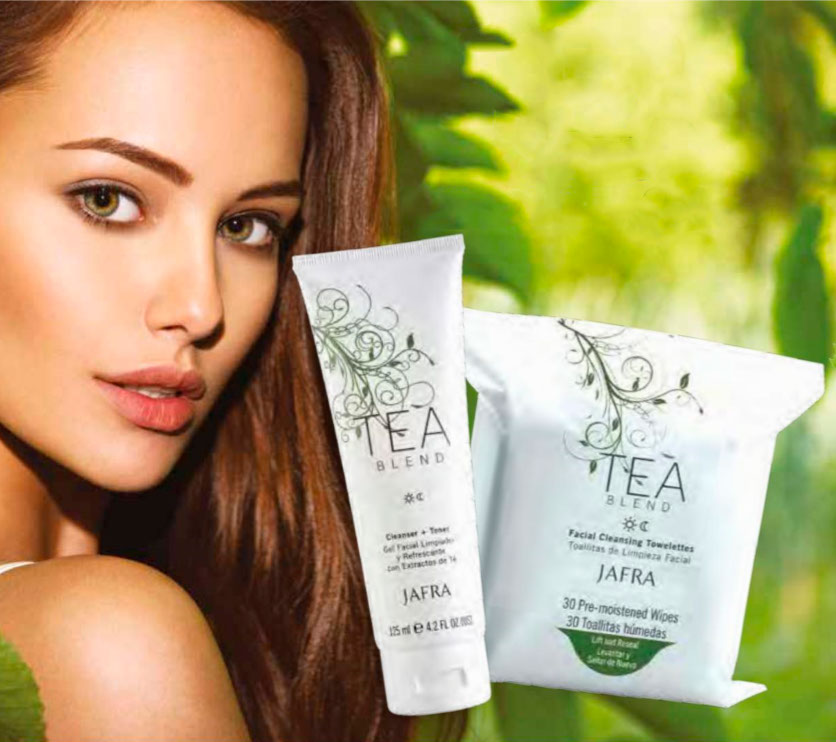 TEA
BLEND
Cleanser + Toner
Gel Facial Limpiador
y Refrescante
con Extractos de Té
JAFRA
125 ml e 4.2 FL OZ
TEA
BLEND
Facial Cleansing Towelettes
Toallitas de Limpieza Facial
JAFRA
30 Pre-moistened Wipes
30 Toallitas húmedas
Lift and Reseal
Levantar y
Sellar de Nuevo